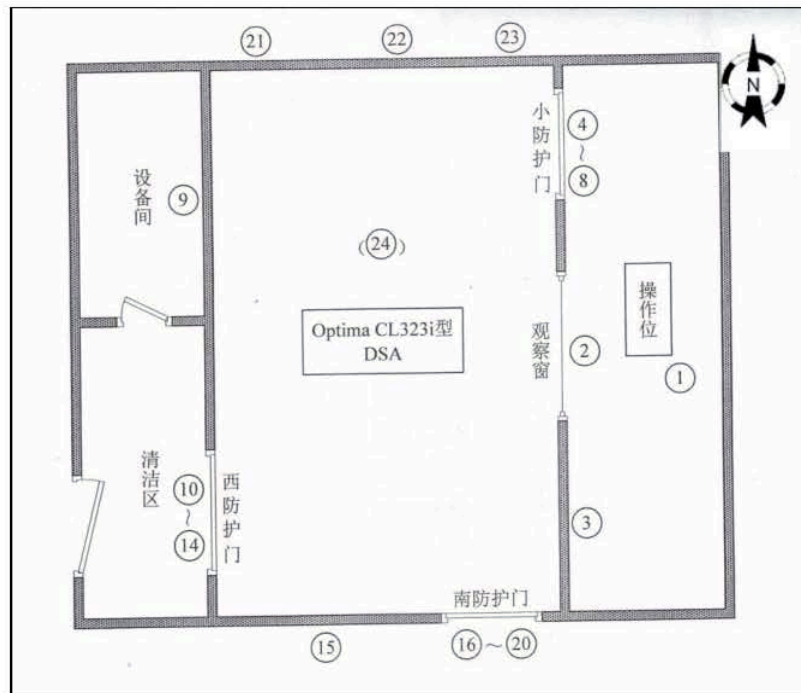 21 22 23
N
小防护门
4
~
8
设备间
9
(24)
操作位
Optima CL323i型
DSA
观察窗
2
1
清洁区
10
~
14
西防护门
3
南防护门
15
16~20